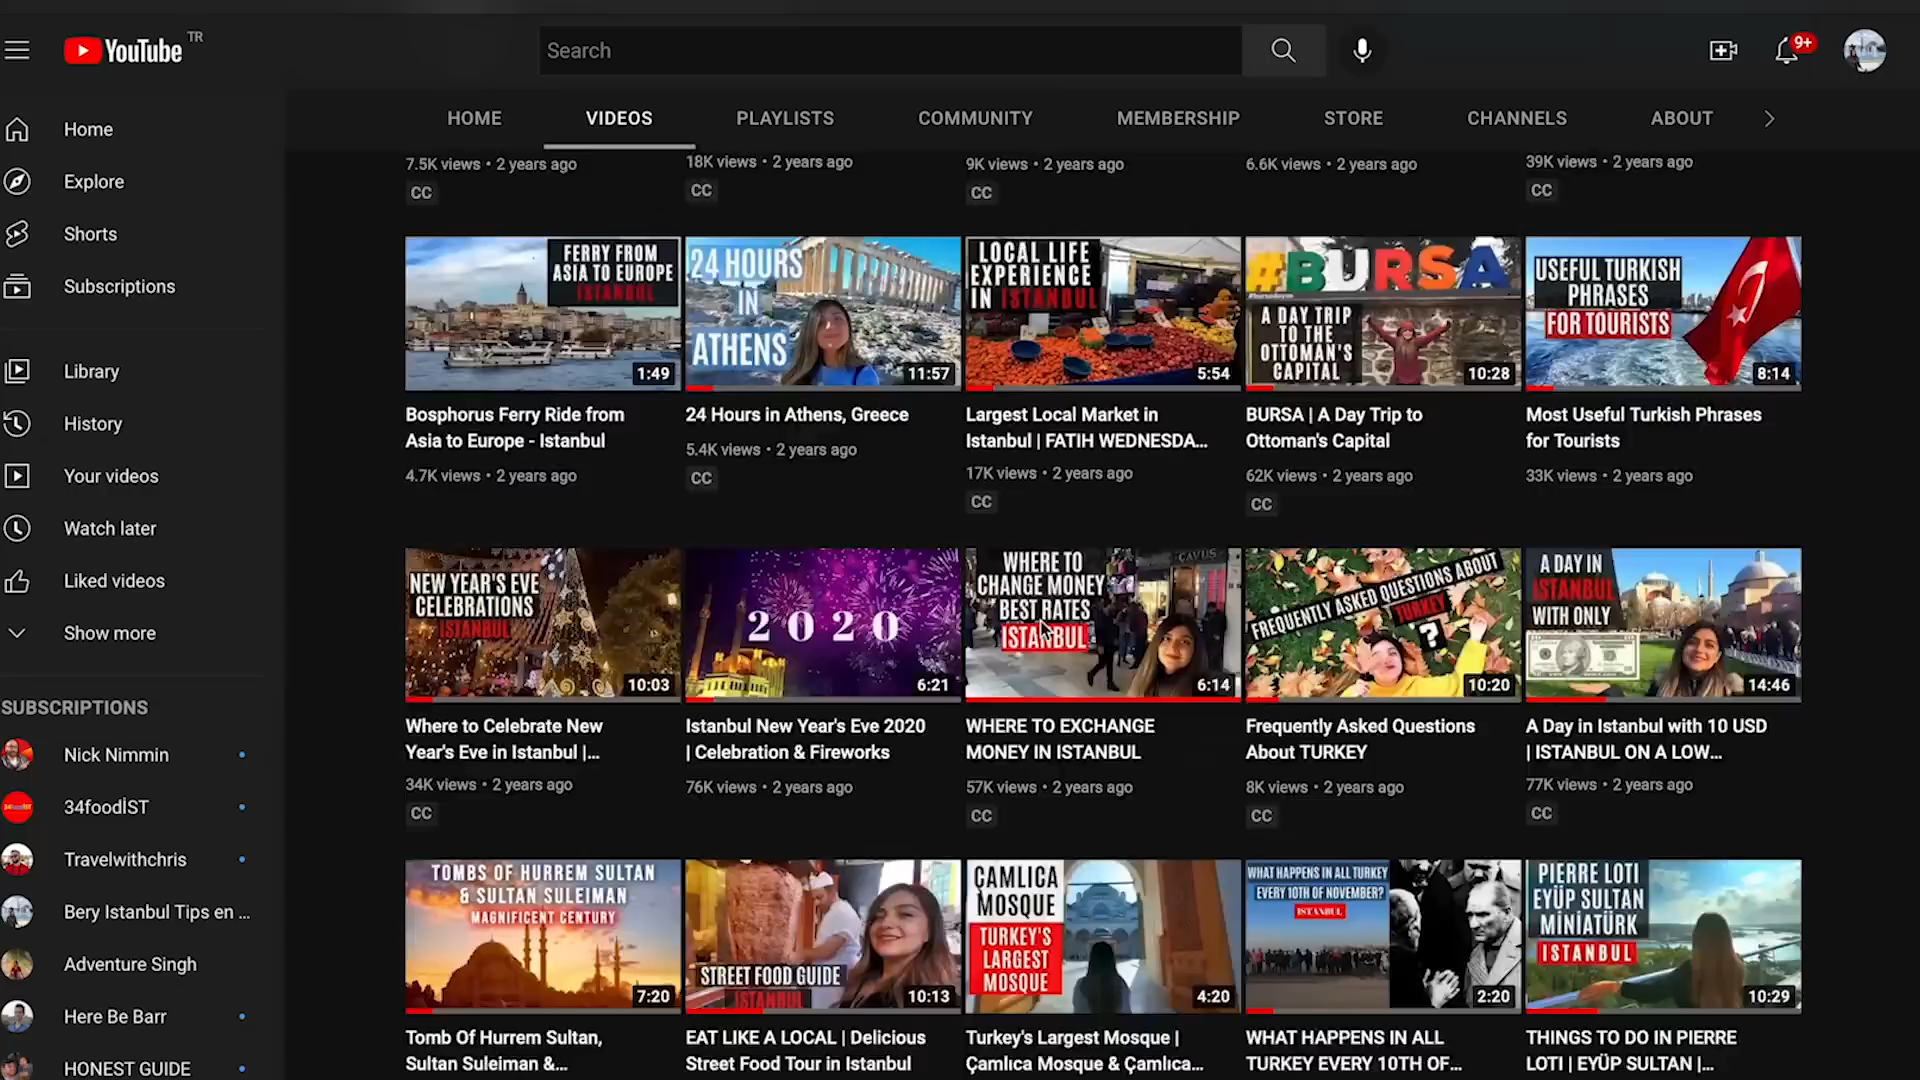 YouTube TR
Search
9+
HOME VIDEOS PLAYLISTS COMMUNITY MEMBERSHIP STORE CHANNELS ABOUT
Home
Explore
Shorts
Subscriptions
Library
History
Your videos
Watch later
Liked videos
Show more
SUBSCRIPTIONS
Nick Nimmin
34foodİST
Travelwithchris
Bery Istanbul Tips en ...
Adventure Singh
Here Be Barr
HONEST GUIDE
7.5K views • 2 years ago
CC
18K views • 2 years ago
CC
9K views • 2 years ago
CC
6.6K views • 2 years ago
39K views • 2 years ago
CC
FERRY FROM
ASIA TO EUROPE
ISTANBUL
1:49
Bosphorus Ferry Ride from
Asia to Europe - Istanbul
4.7K views • 2 years ago
24 HOURS
IN
ATHENS
11:57
24 Hours in Athens, Greece
5.4K views • 2 years ago
CC
LOCAL LIFE
EXPERIENCE
IN ISTANBUL
5:54
Largest Local Market in
Istanbul | FATIH WEDNESDA...
17K views • 2 years ago
CC
#BURSA
A DAY TRIP
TO THE
OTTOMAN'S
CAPITAL
10:28
BURSA | A Day Trip to
Ottoman's Capital
62K views • 2 years ago
CC
USEFUL TURKISH
PHRASES
FOR TOURISTS
8:14
Most Useful Turkish Phrases
for Tourists
33K views • 2 years ago
NEW YEAR'S EVE
CELEBRATIONS
ISTANBUL
10:03
Where to Celebrate New
Year's Eve in Istanbul |...
34K views • 2 years ago
CC
2020
6:21
Istanbul New Year's Eve 2020
| Celebration & Fireworks
76K views • 2 years ago
WHERE TO
CHANGE MONEY
BEST RATES
ISTANBUL
CAVUS
6:14
WHERE TO EXCHANGE
MONEY IN ISTANBUL
57K views • 2 years ago
CC
FREQUENTLY ASKED QUESTIONS ABOUT
TURKEY
?
10:20
Frequently Asked Questions
About TURKEY
8K views • 2 years ago
CC
A DAY IN
ISTANBUL
WITH ONLY
14:46
A Day in Istanbul with 10 USD
| ISTANBUL ON A LOW...
77K views • 2 years ago
CC
TOMBS OF HURREM SULTAN
& SULTAN SULEIMAN
MAGNIFICENT CENTURY
7:20
Tomb Of Hurrem Sultan,
Sultan Suleiman &...
STREET FOOD GUIDE
ISTANBUL
10:13
EAT LIKE A LOCAL | Delicious
Street Food Tour in Istanbul
ÇAMLICA
MOSQUE
TURKEY'S
LARGEST
MOSQUE
4:20
Turkey's Largest Mosque |
Çamlıca Mosque & Çamlıca...
WHAT HAPPENS IN ALL TURKEY
EVERY 10TH OF NOVEMBER?
ISTANBUL
2:20
WHAT HAPPENS IN ALL
TURKEY EVERY 10TH OF...
PIERRE LOTI
EYÜP SULTAN
MİNİATÜRK
ISTANBUL
10:29
THINGS TO DO IN PIERRE
LOTI | EYÜP SULTAN |...